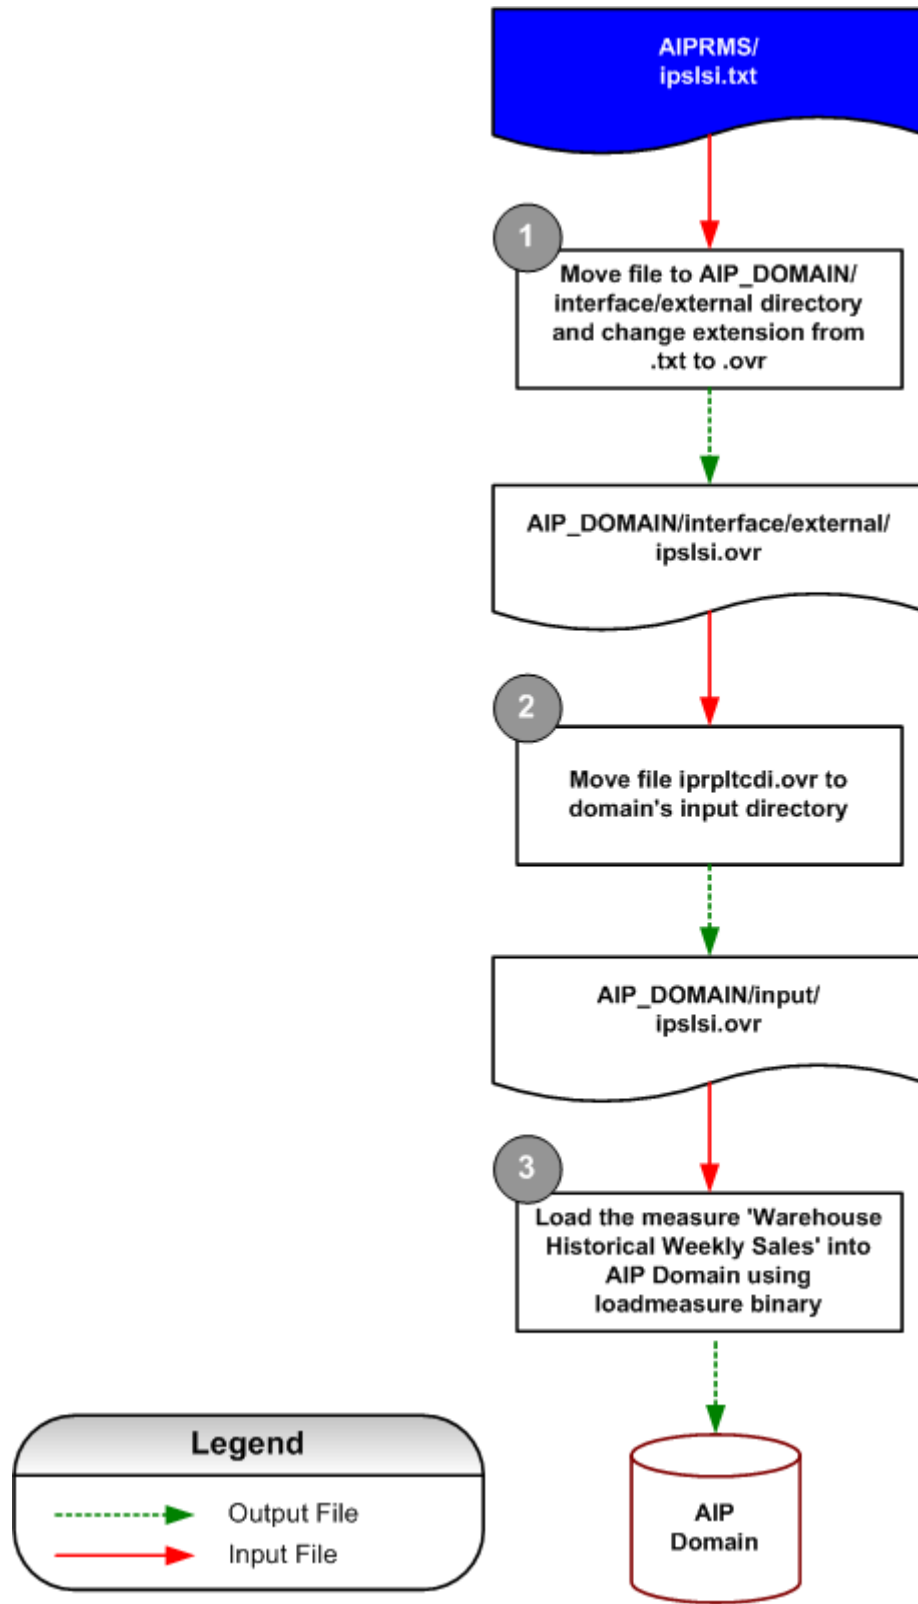 AIPRMS/
ipslsi.txt
1
Move file to AIP_DOMAIN/
interface/external directory
and change extension from
.txt to .ovr
AIP_DOMAIN/interface/external/
ipslsi.ovr
2
Move file iprpltcdi.ovr to
domain's input directory
AIP_DOMAIN/input/
ipslsi.ovr
3
Load the measure 'Warehouse
Historical Weekly Sales' into
AIP Domain using
loadmeasure binary
AIP
Domain
Legend
Output File
Input File